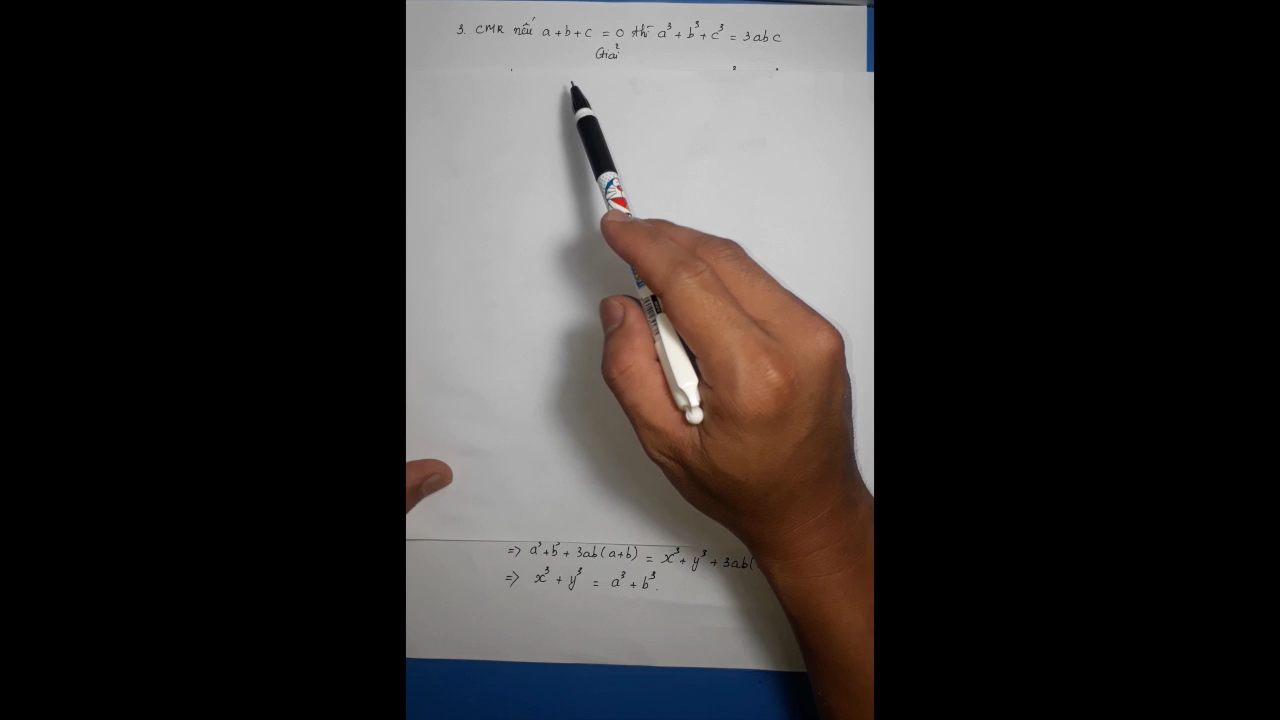 3. CMR nếu a + b + c = 0 thì a³ + b³ + c³ = 3abc
Giải
=> a³ + b³ + 3ab(a+b) = x³ + y³ + 3ab(
=> x³ + y³ = a³ + b³.